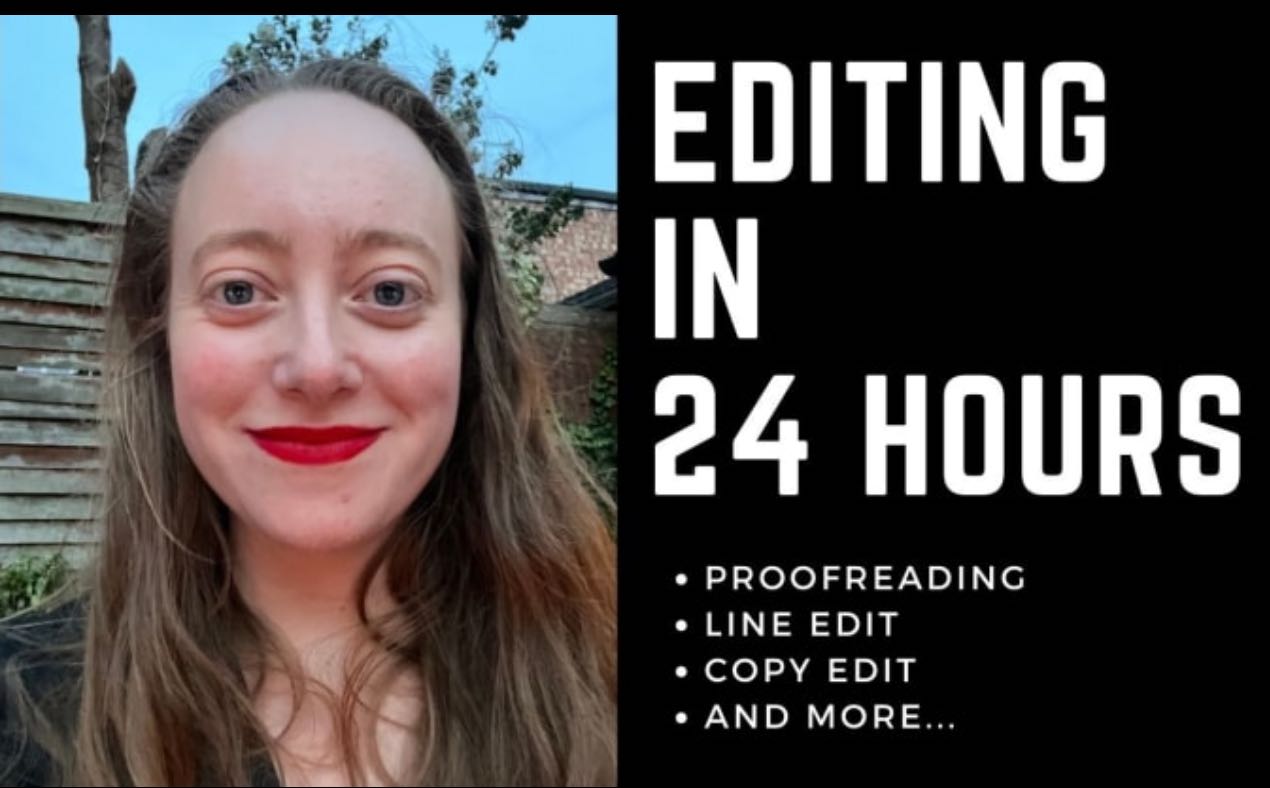 EDITING
IN
24 HOURS
• PROOFREADING
• LINE EDIT
• COPY EDIT
• AND MORE...